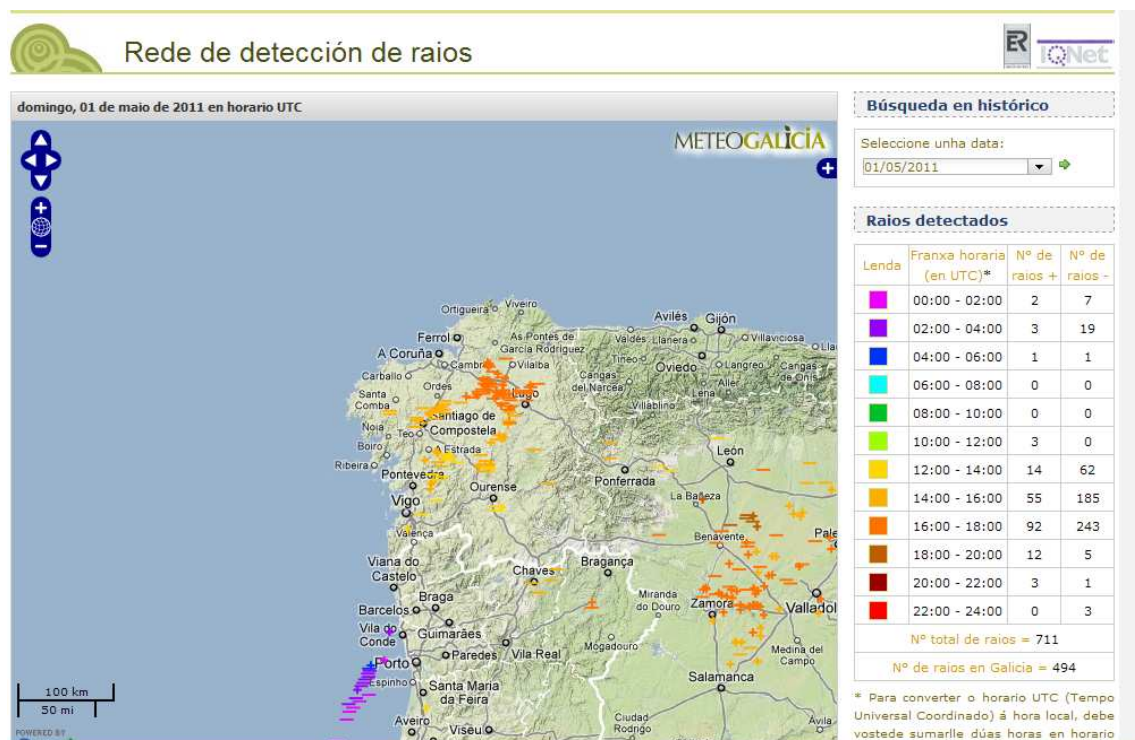 Rede de detección de raios
ER
IQNet
domingo, 01 de maio de 2011 en horario UTC
METEOGALICIA
Búsqueda en histórico
Seleccione unha data:
01/05/2011
Raios detectados
Lenda Franxa horaria (en UTC)* Nº de raios + Nº de raios -
00:00 - 02:00 2 7
02:00 - 04:00 3 19
04:00 - 06:00 1 1
06:00 - 08:00 0 0
08:00 - 10:00 0 0
10:00 - 12:00 3 0
12:00 - 14:00 14 62
14:00 - 16:00 55 185
16:00 - 18:00 92 243
18:00 - 20:00 12 5
20:00 - 22:00 3 1
22:00 - 24:00 0 3
Nº total de raios = 711
Nº de raios en Galicia = 494
* Para converter o horario UTC (Tempo
Universal Coordinado) á hora local, debe
vostede sumarlle dúas horas en horario
Ortigueira
Viveiro
Avilés
Gijón
Ferrol
As Pontes de
García Rodríguez
Valdés
Llanera
Villaviciosa
A Coruña
Cambre
Vilalba
Tineo
Oviedo
Langreo
Cangas
de Onís
Carballo
Ordes
Cangas
del Narcea
Aller
Lena
Santa
Comba
Lugo
Villablino
Santiago de
Compostela
Noia
Teo
Boiro
A Estrada
León
Ribeira
Pontevedra
Ponferrada
Ourense
Vigo
La Bañeza
Valença
Benavente
Pale
Viana do
Castelo
Chaves
Bragança
Braga
Miranda
do Douro
Zamora
Valladol
Barcelos
Vila do
Conde
Guimarães
Mogadouro
Porto
Paredes
Vila Real
Medina del
Campo
Espinho
Santa Maria
da Feira
Salamanca
Aveiro
Viseu
Ciudad
Rodrigo
Ávila
100 km
50 mi
POWERED BY